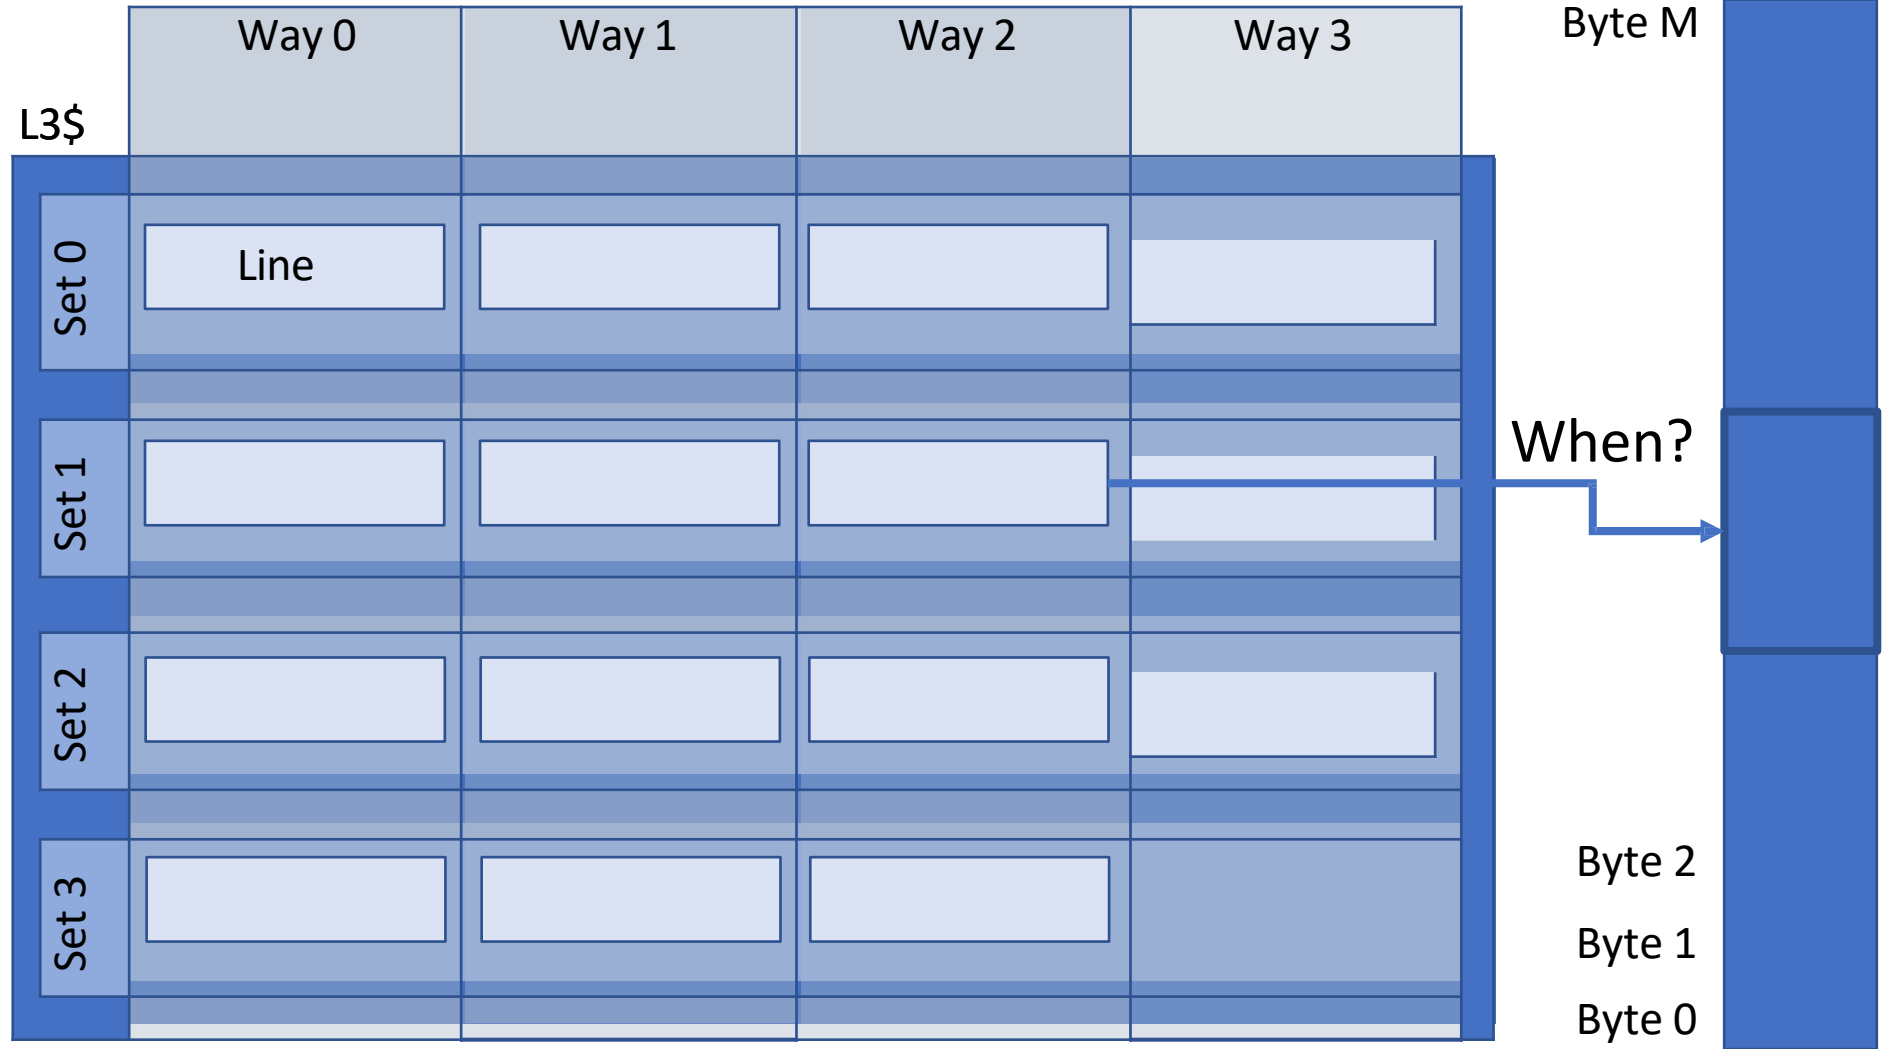 Way 0
Way 1
Way 2
Way 3
Byte M
L3$
Set 0
Line
Set 1
When?
Set 2
Set 3
Byte 2
Byte 1
Byte 0